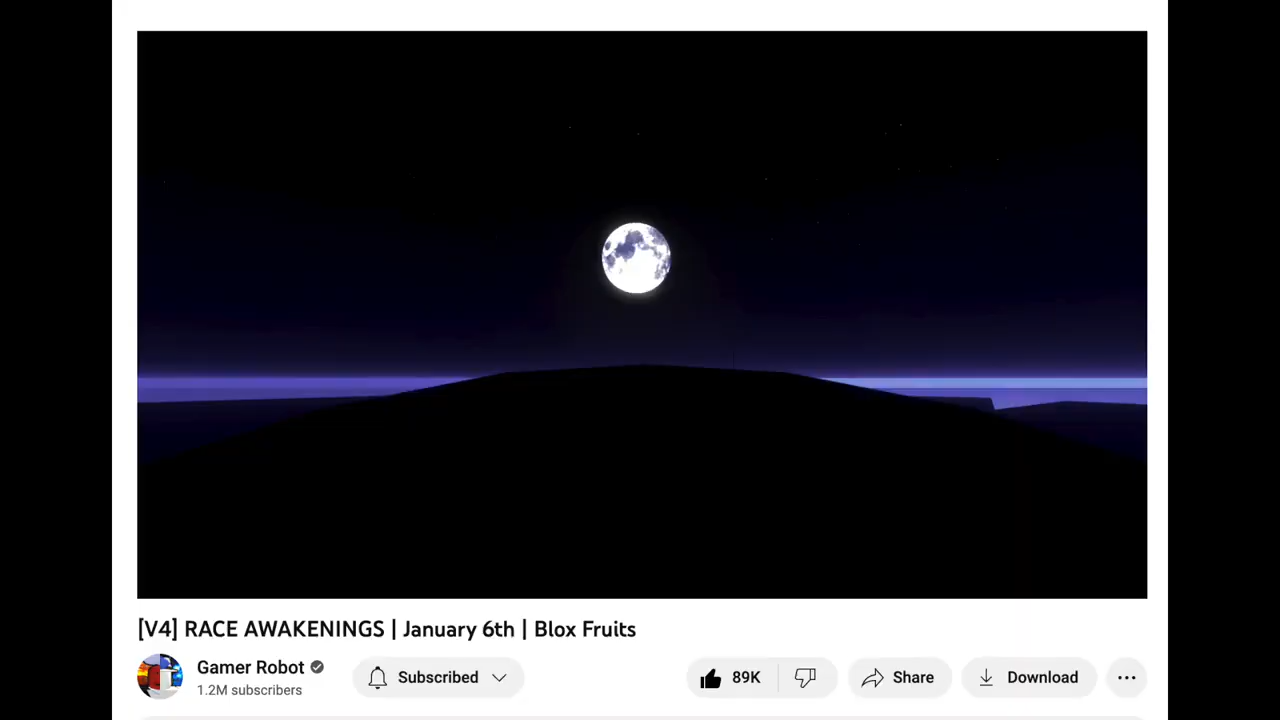 [V4] RACE AWAKENINGS | January 6th | Blox Fruits
Gamer Robot
1.2M subscribers
Subscribed
89K
Share
Download